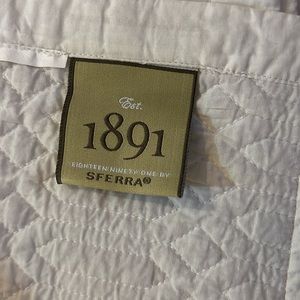 Est.
1891
EIGHTEEN NINETY-ONE BY
SFERRA®